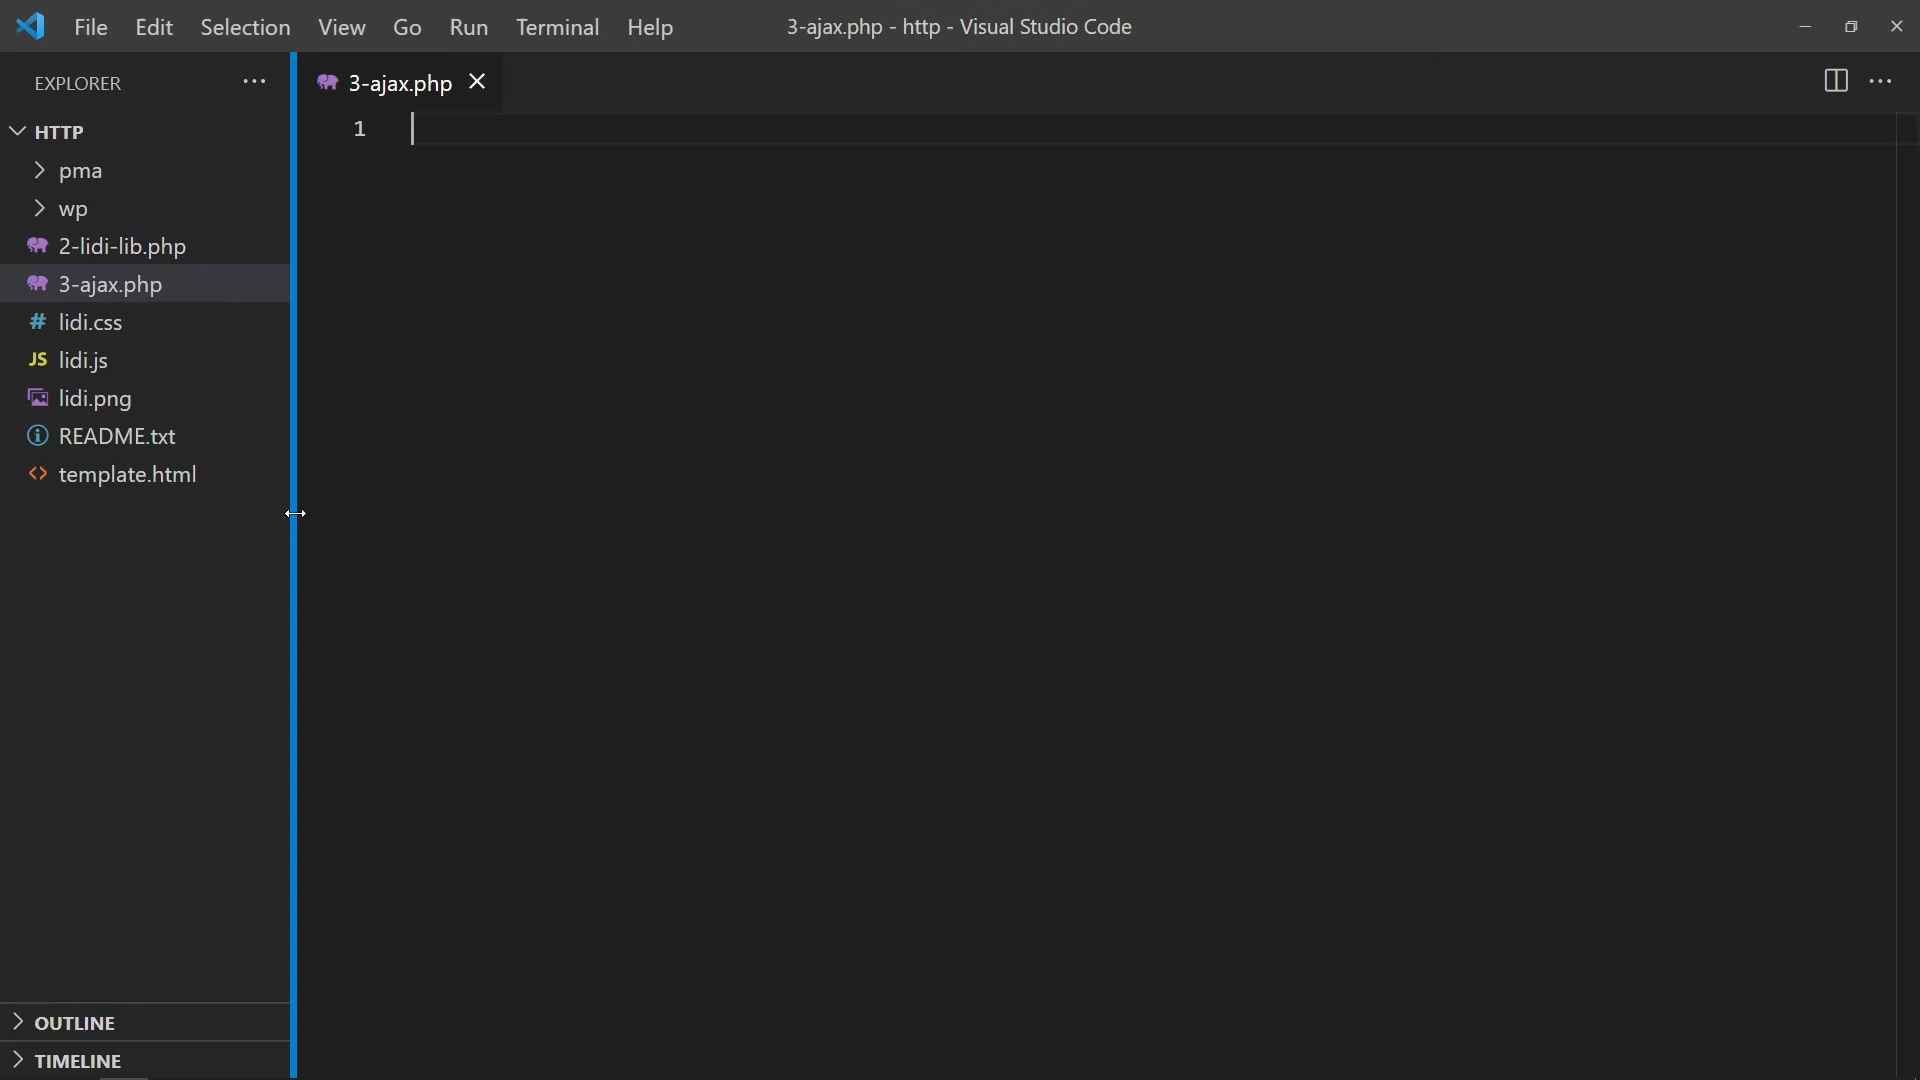 File Edit Selection View Go Run Terminal Help 3-ajax.php - http - Visual Studio Code
EXPLORER
3-ajax.php
1
HTTP
pma
wp
2-lidi-lib.php
3-ajax.php
# lidi.css
JS lidi.js
lidi.png
README.txt
<> template.html
OUTLINE
TIMELINE